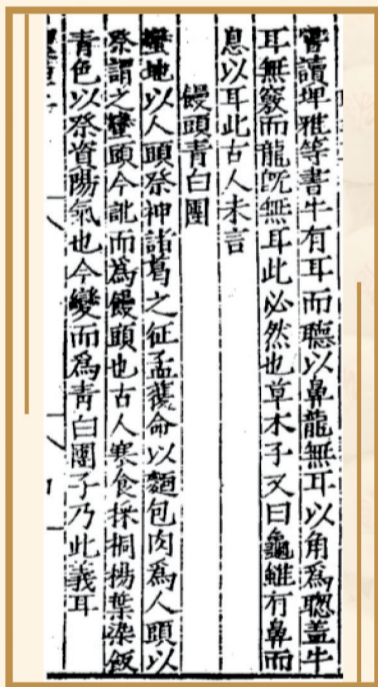 嘗讀埤雅等書牛有耳而聽以鼻龍無耳以角為聰蓋牛
耳無竅而龍既無耳此必然也草木子又曰龜雖有鼻而
息以耳此古人未言
饅頭青白團
蠻地以人頭祭神諸葛之征孟獲命以麵包肉為人頭以
祭謂之蠻頭今訛而為饅頭也古人寒食採桐楊葉染飯
青色以祭資陽氣也今變而為青白團子乃此義耳